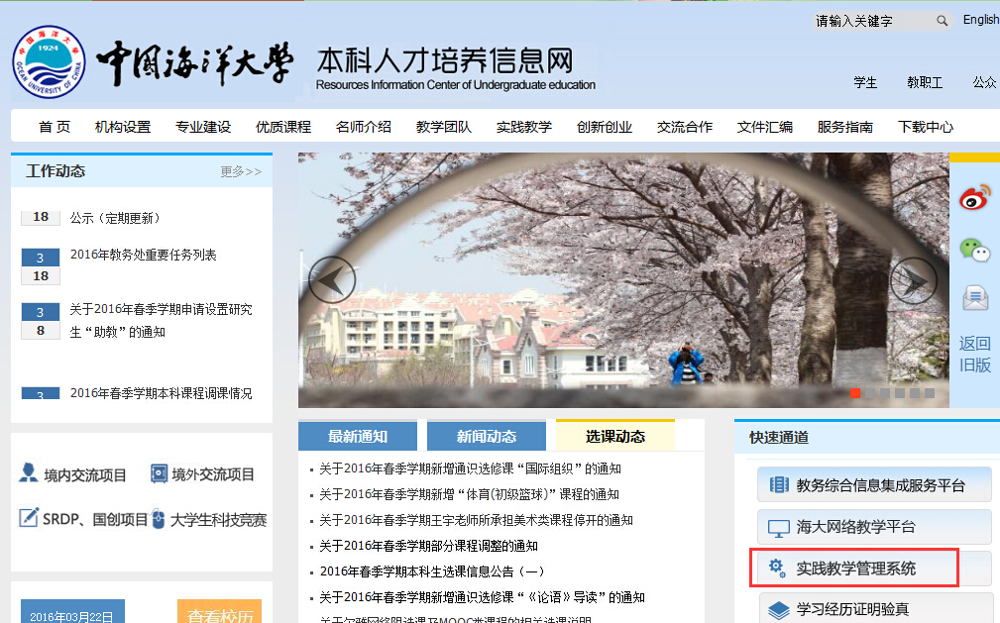 请输入关键字
English
中国海洋大学
1924
OCEAN UNIVERSITY OF CHINA
本科人才培养信息网
Resources Information Center of Undergraduate education
学生 教职工 公众
首 页 机构设置 专业建设 优质课程 名师介绍 教学团队 实践教学 创新创业 交流合作 文件汇编 服务指南 下载中心
工作动态 更多>>
18 公示（定期更新）
3 2016年教务处重要任务列表
18
3 关于2016年春季学期申请设置研究
8 生“助教”的通知
3 2016年春季学期本科课程调课情况
返回
旧版
境内交流项目 境外交流项目
SRDP、国创项目 大学生科技竞赛
2016年03月22日 查看校历
最新通知 新闻动态 选课动态
关于2016年春季学期新增通识选修课“国际组织”的通知
关于2016年春季学期新增“体育(初级篮球)”课程的通知
关于2016年春季学期王宇老师所承担美术类课程停开的通知
关于2016年春季学期部分课程调整的通知
2016年春季学期本科生选课信息公告（一）
关于2016年春季学期新增通识选修课“《论语》导读”的通知
快速通道
教务综合信息集成服务平台
海大网络教学平台
实践教学管理系统
学习经历证明验真